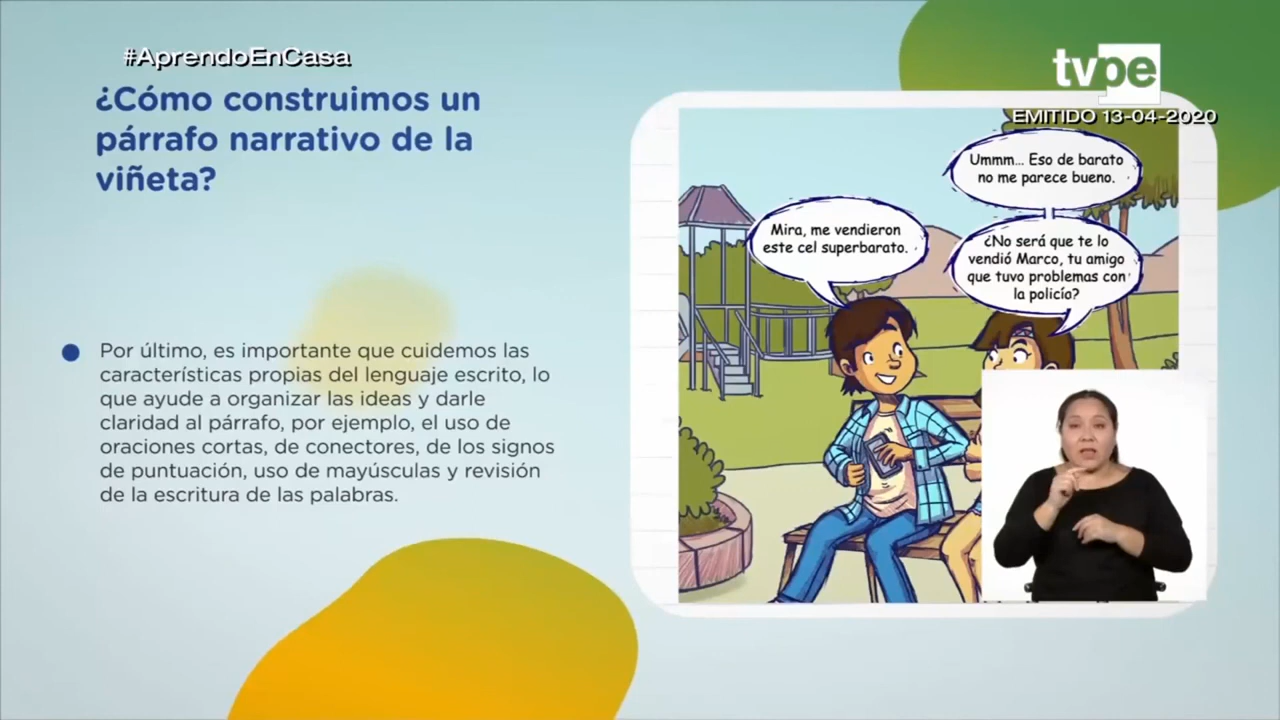 #AprendoEnCasa
¿Cómo construimos un
párrafo narrativo de la
viñeta?
Por último, es importante que cuidemos las
características propias del lenguaje escrito, lo
que ayude a organizar las ideas y darle
claridad al párrafo, por ejemplo, el uso de
oraciones cortas, de conectores, de los signos
de puntuación, uso de mayúsculas y revisión
de la escritura de las palabras.
tvpe
EMITIDO 13-04-2020
Mira, me vendieron
este cel superbarato.
Ummm... Eso de barato
no me parece bueno.
¿No será que te lo
vendió Marco, tu amigo
que tuvo problemas con
la policía?